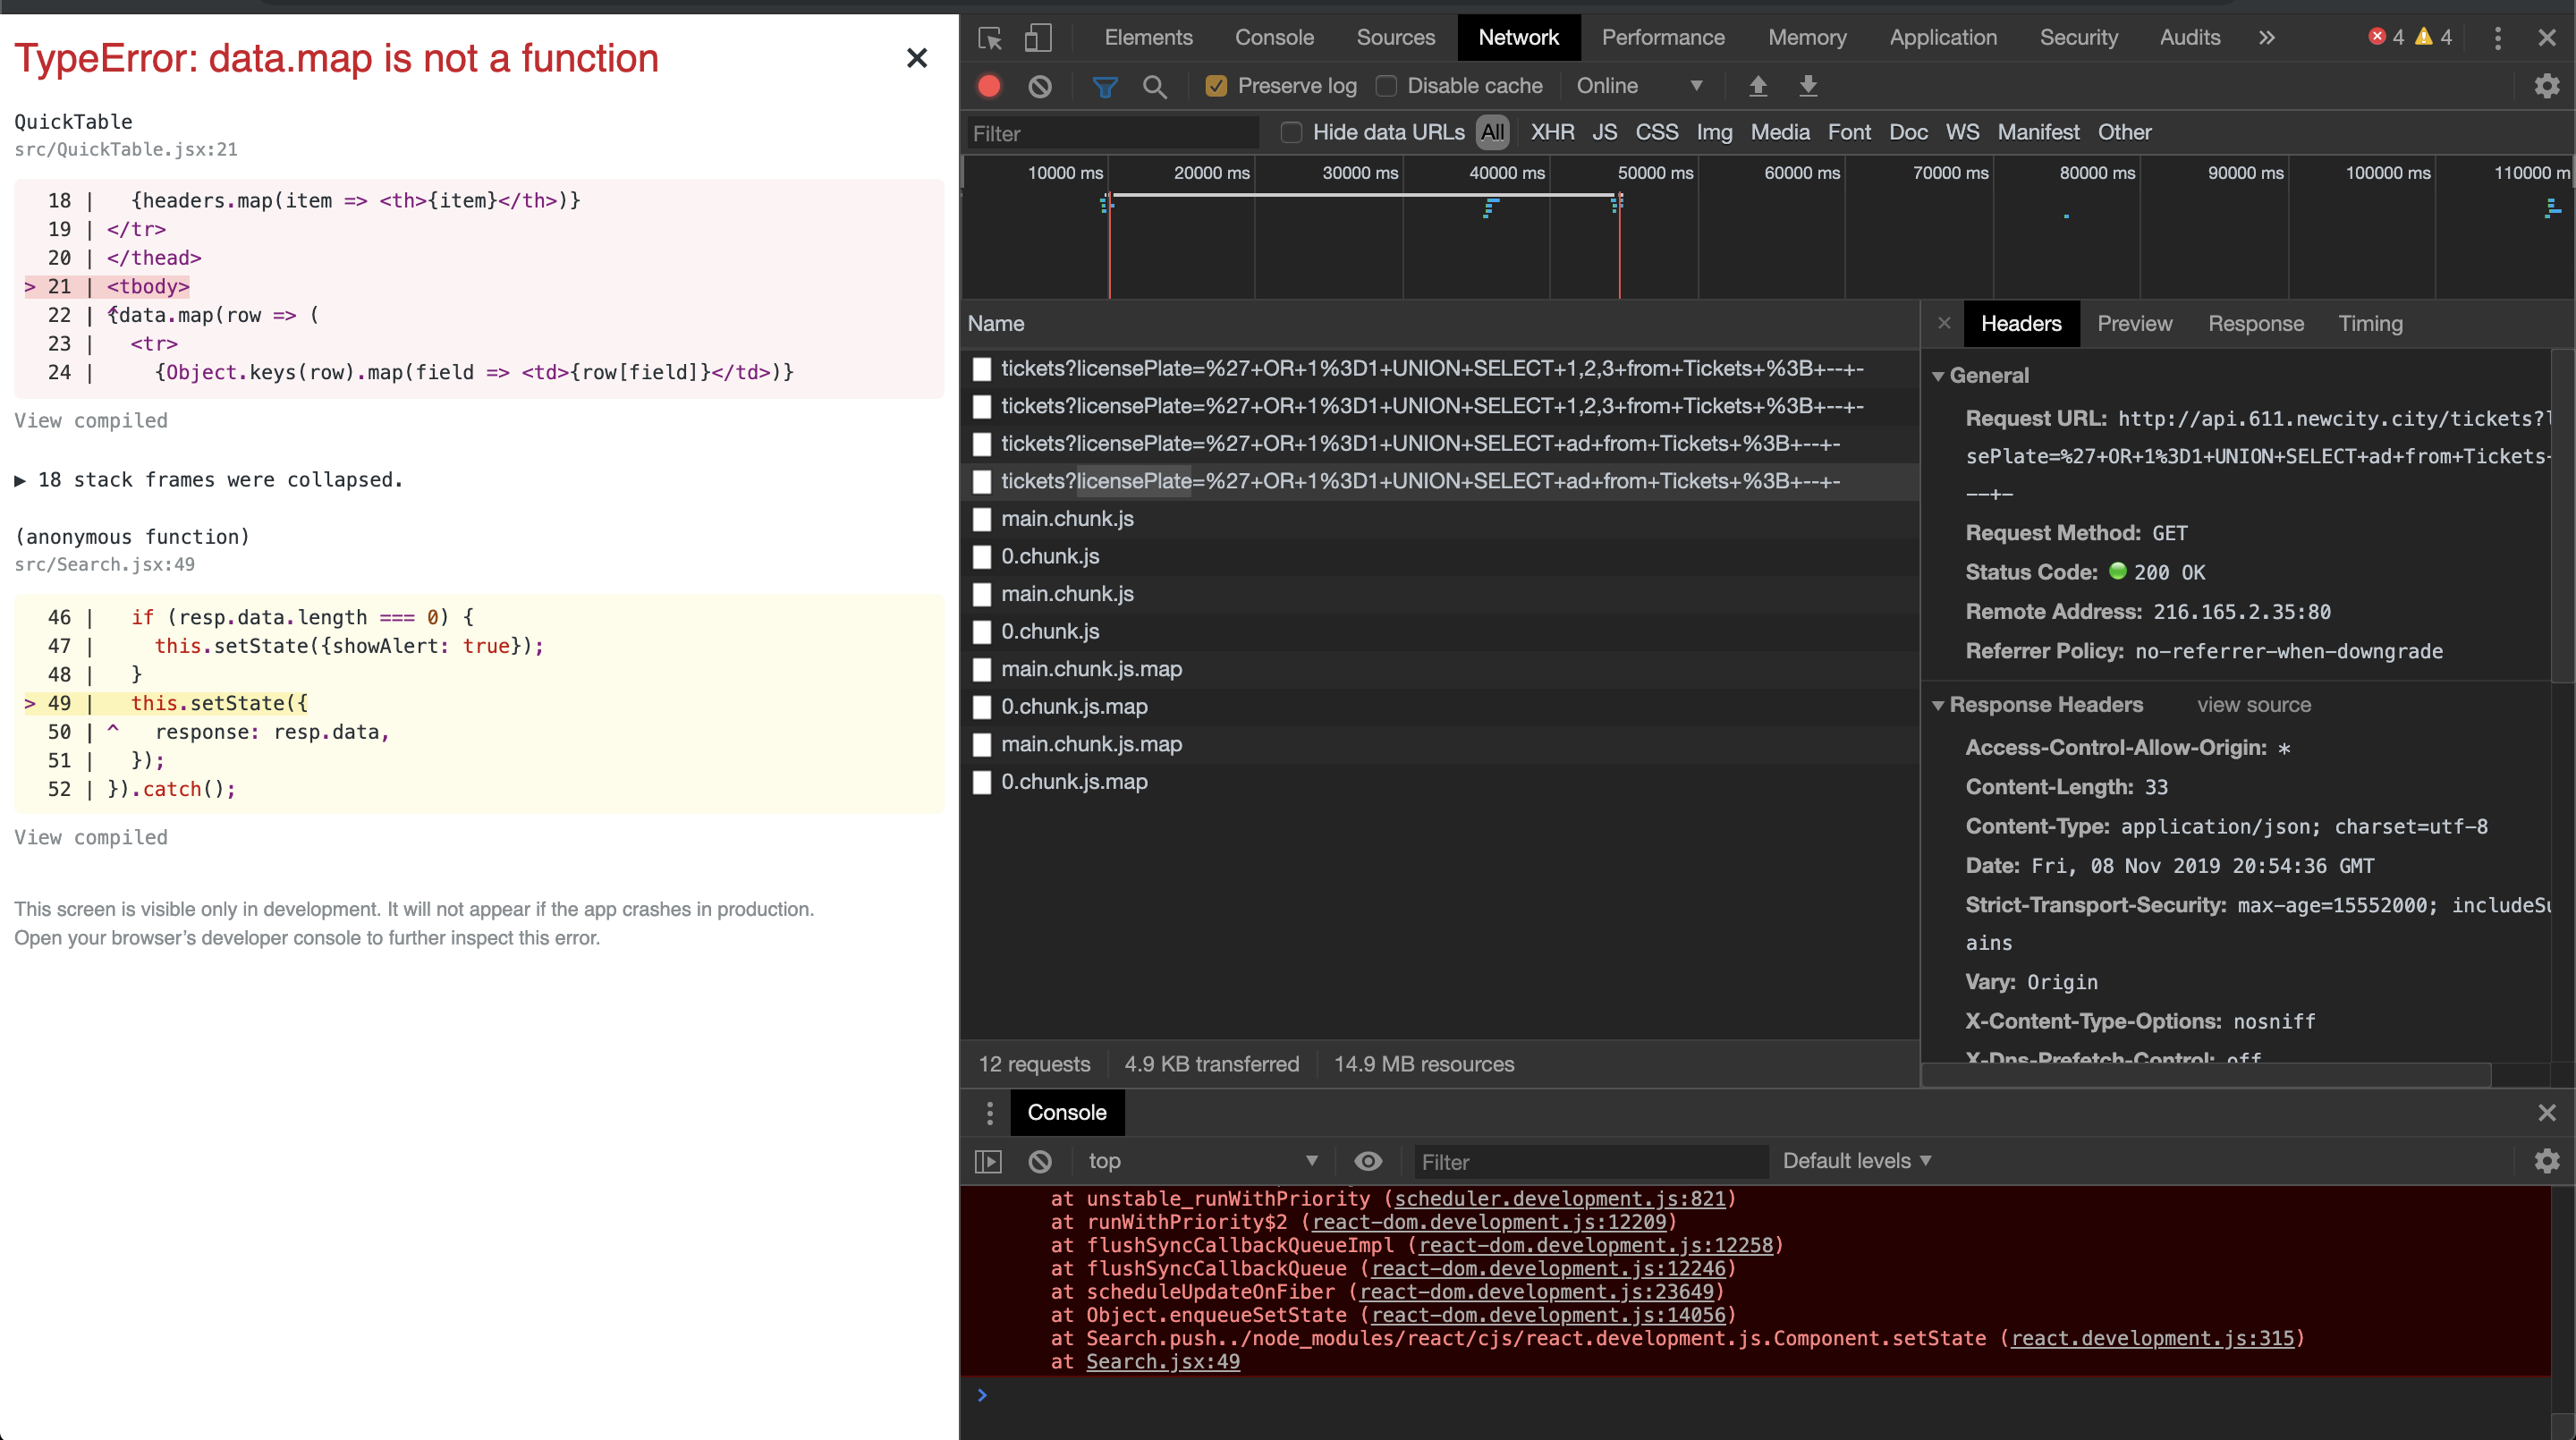 TypeError: data.map is not a function
QuickTable
src/QuickTable.jsx:21
18 |   {headers.map(item => <th>{item}</th>)}
19 | </tr>
20 | </thead>
> 21 | <tbody>
22 | {data.map(row => (
23 |   <tr>
24 |     {Object.keys(row).map(field => <td>{row[field]}</td>)}
View compiled
▶ 18 stack frames were collapsed.
(anonymous function)
src/Search.jsx:49
46 |   if (resp.data.length === 0) {
47 |     this.setState({showAlert: true});
48 |   }
> 49 |   this.setState({
50 | ^   response: resp.data,
51 |   });
52 | }).catch();
View compiled
This screen is visible only in development. It will not appear if the app crashes in production.
Open your browser’s developer console to further inspect this error.
Elements Console Sources Network Performance Memory Application Security Audits » 4 4
Preserve log Disable cache Online
Filter Hide data URLs All XHR JS CSS Img Media Font Doc WS Manifest Other
10000 ms 20000 ms 30000 ms 40000 ms 50000 ms 60000 ms 70000 ms 80000 ms 90000 ms 100000 ms 110000 m
Name
tickets?licensePlate=%27+OR+1%3D1+UNION+SELECT+1,2,3+from+Tickets+%3B+--+-
tickets?licensePlate=%27+OR+1%3D1+UNION+SELECT+1,2,3+from+Tickets+%3B+--+-
tickets?licensePlate=%27+OR+1%3D1+UNION+SELECT+ad+from+Tickets+%3B+--+-
tickets?licensePlate=%27+OR+1%3D1+UNION+SELECT+ad+from+Tickets+%3B+--+-
main.chunk.js
0.chunk.js
main.chunk.js
0.chunk.js
main.chunk.js.map
0.chunk.js.map
main.chunk.js.map
0.chunk.js.map
12 requests 4.9 KB transferred 14.9 MB resources
Headers Preview Response Timing
General
Request URL: http://api.611.newcity.city/tickets?l
sePlate=%27+OR+1%3D1+UNION+SELECT+ad+from+Tickets+
--+-
Request Method: GET
Status Code: 200 OK
Remote Address: 216.165.2.35:80
Referrer Policy: no-referrer-when-downgrade
Response Headers view source
Access-Control-Allow-Origin: *
Content-Length: 33
Content-Type: application/json; charset=utf-8
Date: Fri, 08 Nov 2019 20:54:36 GMT
Strict-Transport-Security: max-age=15552000; includeSu
ains
Vary: Origin
X-Content-Type-Options: nosniff
X-Dns-Prefetch-Control: off
Console
top Filter Default levels
at unstable_runWithPriority (scheduler.development.js:821)
at runWithPriority$2 (react-dom.development.js:12209)
at flushSyncCallbackQueueImpl (react-dom.development.js:12258)
at flushSyncCallbackQueue (react-dom.development.js:12246)
at scheduleUpdateOnFiber (react-dom.development.js:23649)
at Object.enqueueSetState (react-dom.development.js:14056)
at Search.push../node_modules/react/cjs/react.development.js.Component.setState (react.development.js:315)
at Search.jsx:49